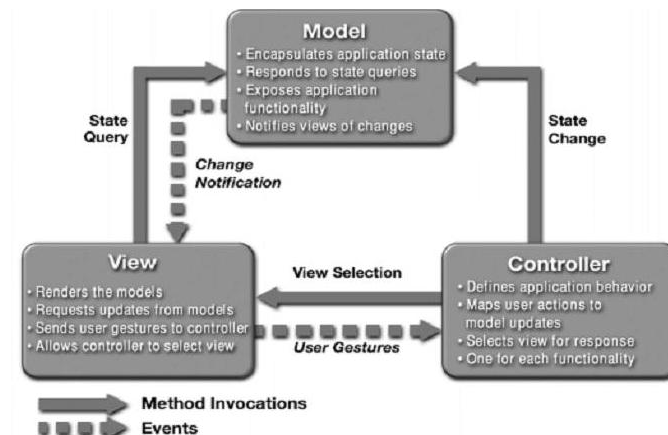 Model
• Encapsulates application state
• Responds to state queries
• Exposes application
functionality
• Notifies views of changes
State
Query
State
Change
Change
Notification
View
• Renders the models
• Requests updates from models
• Sends user gestures to controller
• Allows controller to select view
View Selection
User Gestures
Controller
• Defines application behavior
• Maps user actions to
model updates
• Selects view for response
• One for each functionality
Method Invocations
Events